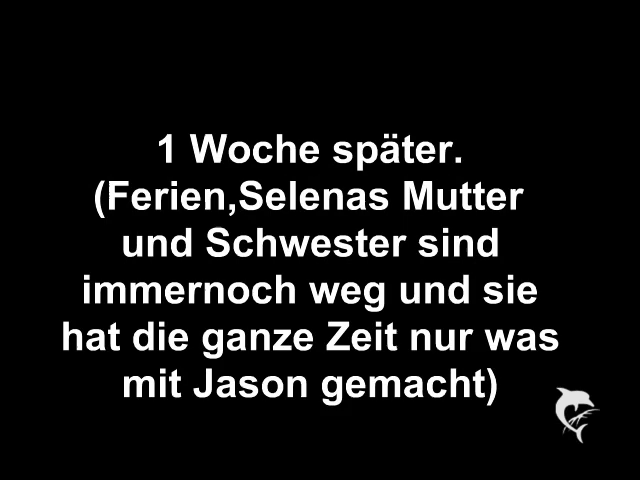 1 Woche später.
(Ferien,Selenas Mutter
und Schwester sind
immernoch weg und sie
hat die ganze Zeit nur was
mit Jason gemacht)